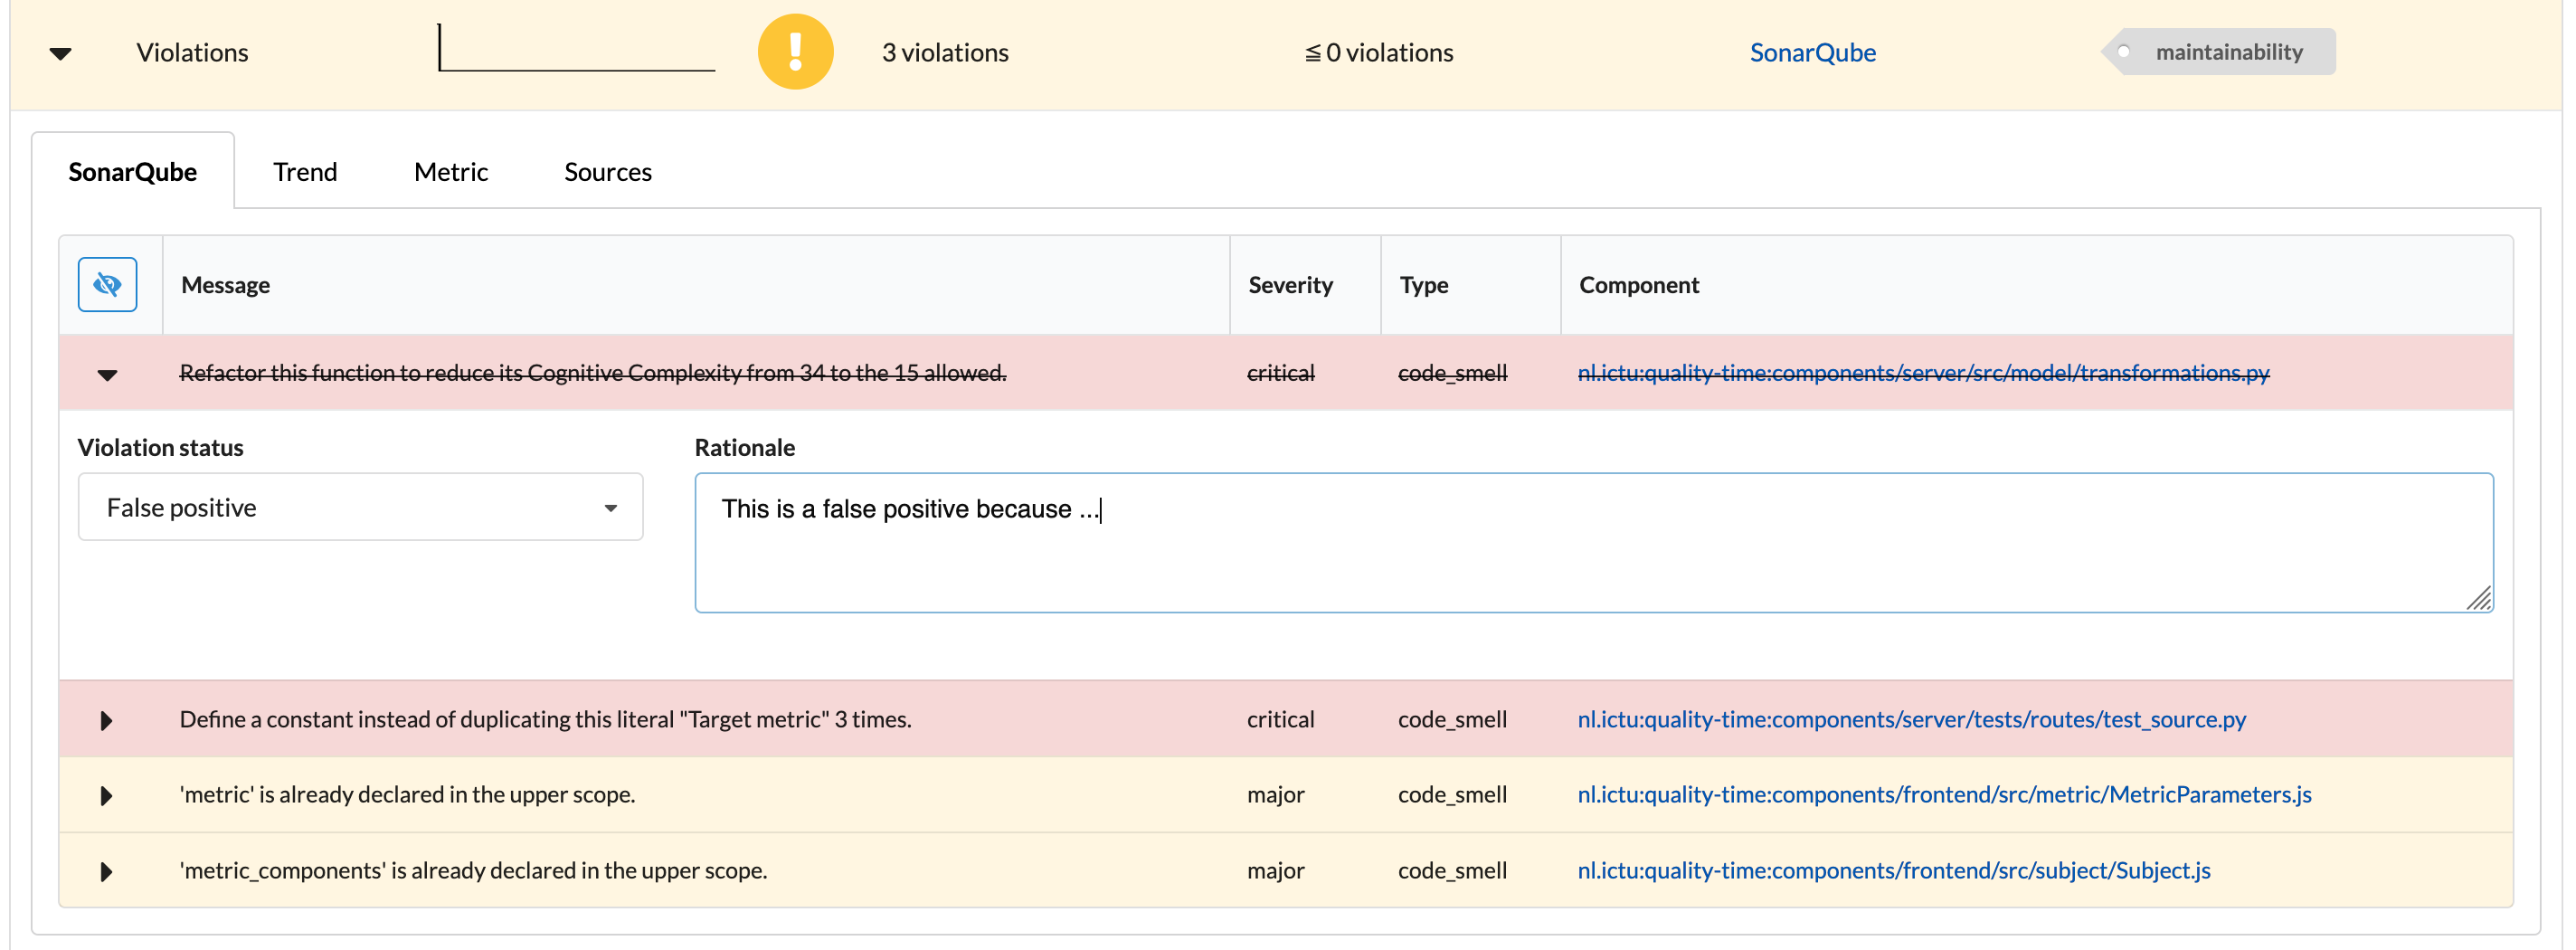 Violations 3 violations ≦ 0 violations SonarQube maintainability
SonarQube Trend Metric Sources
Message Severity Type Component
Refactor this function to reduce its Cognitive Complexity from 34 to the 15 allowed. critical code_smell nl.ictu:quality-time:components/server/src/model/transformations.py
Violation status Rationale
False positive This is a false positive because ...
Define a constant instead of duplicating this literal "Target metric" 3 times. critical code_smell nl.ictu:quality-time:components/server/tests/routes/test_source.py
'metric' is already declared in the upper scope. major code_smell nl.ictu:quality-time:components/frontend/src/metric/MetricParameters.js
'metric_components' is already declared in the upper scope. major code_smell nl.ictu:quality-time:components/frontend/src/subject/Subject.js